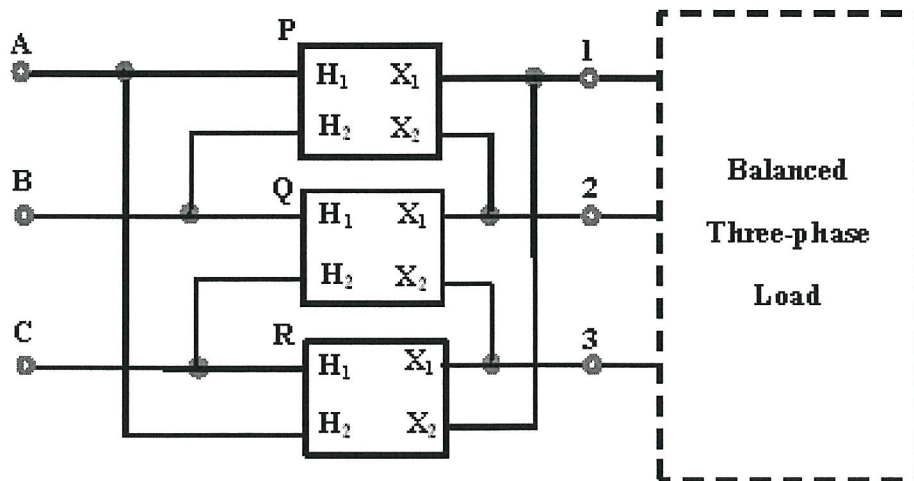 P
A
1
H₁ X₁
H₂ X₂
Balanced
Three-phase
Load
B
Q
2
H₁ X₁
H₂ X₂
C
R
3
H₁ X₁
H₂ X₂